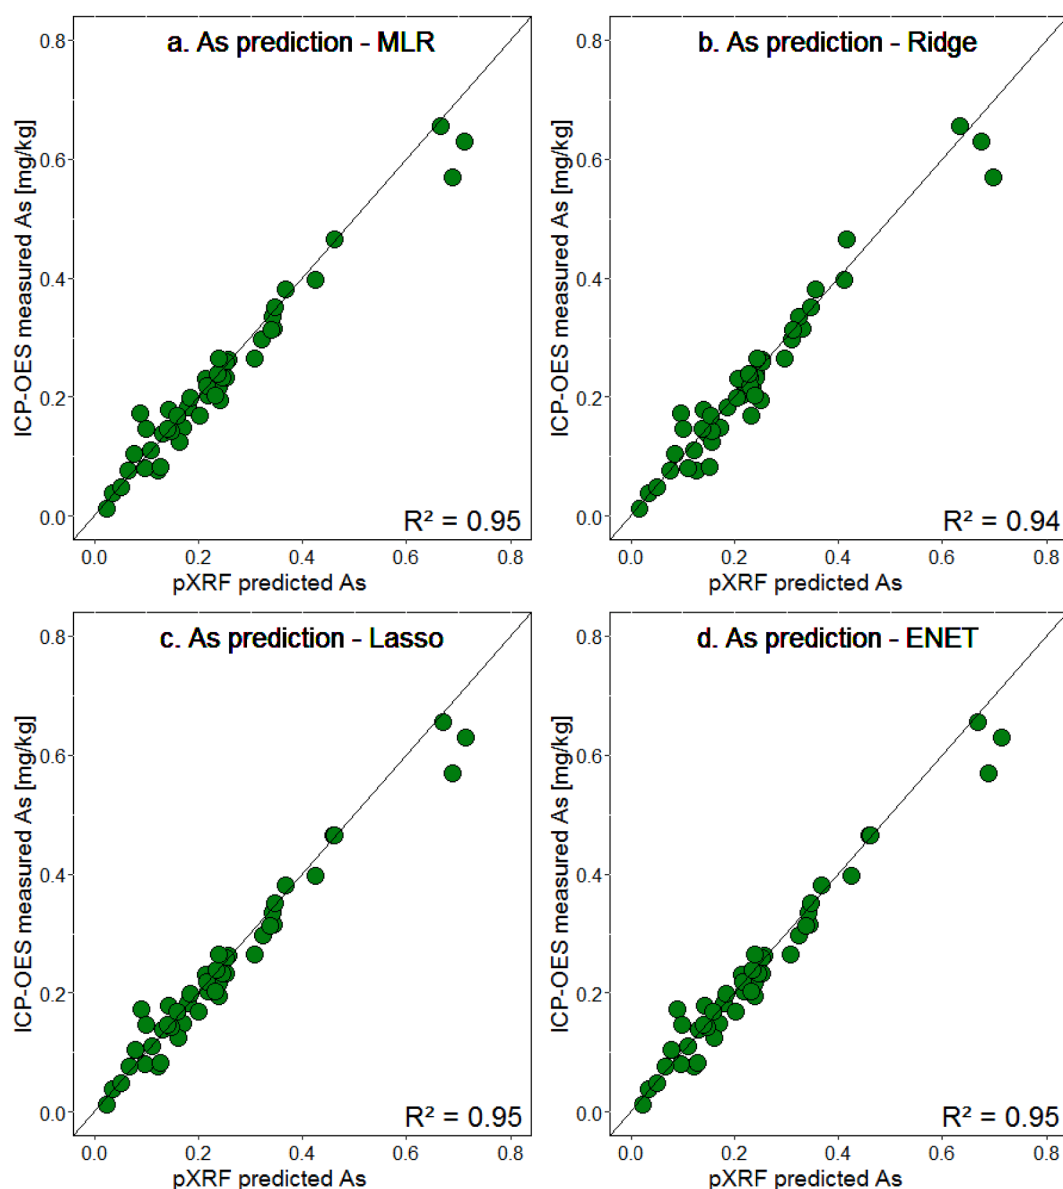 a. As prediction - MLR
ICP-OES measured As [mg/kg]
0.8
0.6
0.4
0.2
0.0
R² = 0.95
0.0 0.2 0.4 0.6 0.8
pXRF predicted As
b. As prediction - Ridge
ICP-OES measured As [mg/kg]
0.8
0.6
0.4
0.2
0.0
R² = 0.94
0.0 0.2 0.4 0.6 0.8
pXRF predicted As
c. As prediction - Lasso
ICP-OES measured As [mg/kg]
0.8
0.6
0.4
0.2
0.0
R² = 0.95
0.0 0.2 0.4 0.6 0.8
pXRF predicted As
d. As prediction - ENET
ICP-OES measured As [mg/kg]
0.8
0.6
0.4
0.2
0.0
R² = 0.95
0.0 0.2 0.4 0.6 0.8
pXRF predicted As